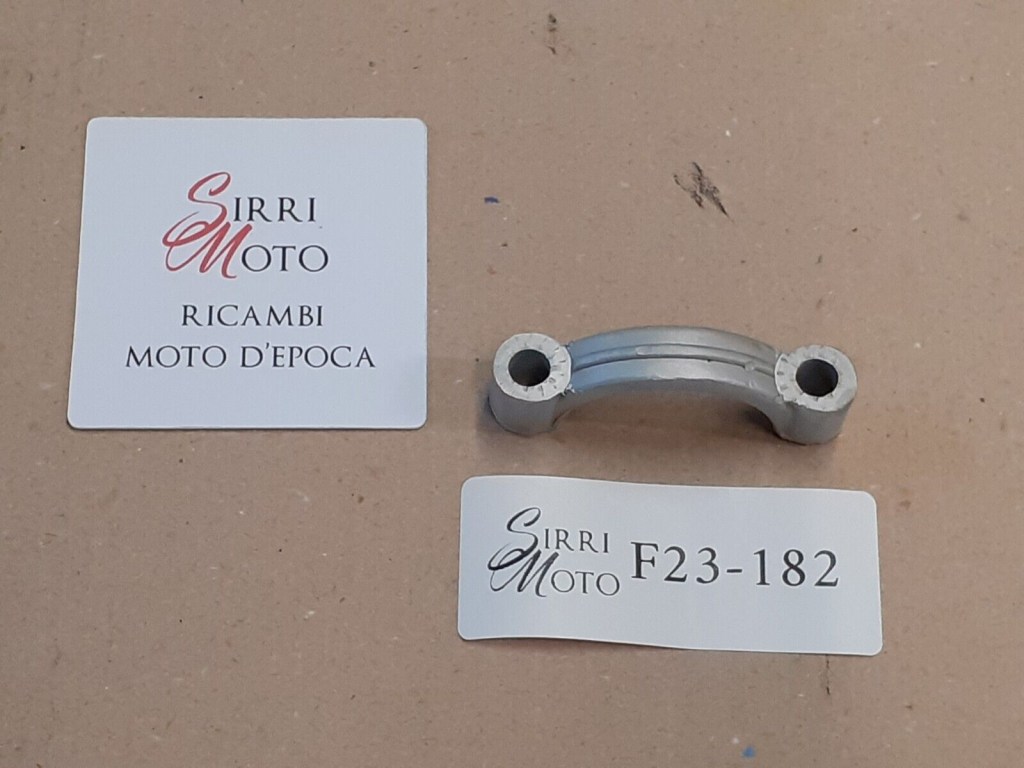 SIRRI
MOTO
RICAMBI
MOTO D'EPOCA
SIRRI
MOTO
F23-182